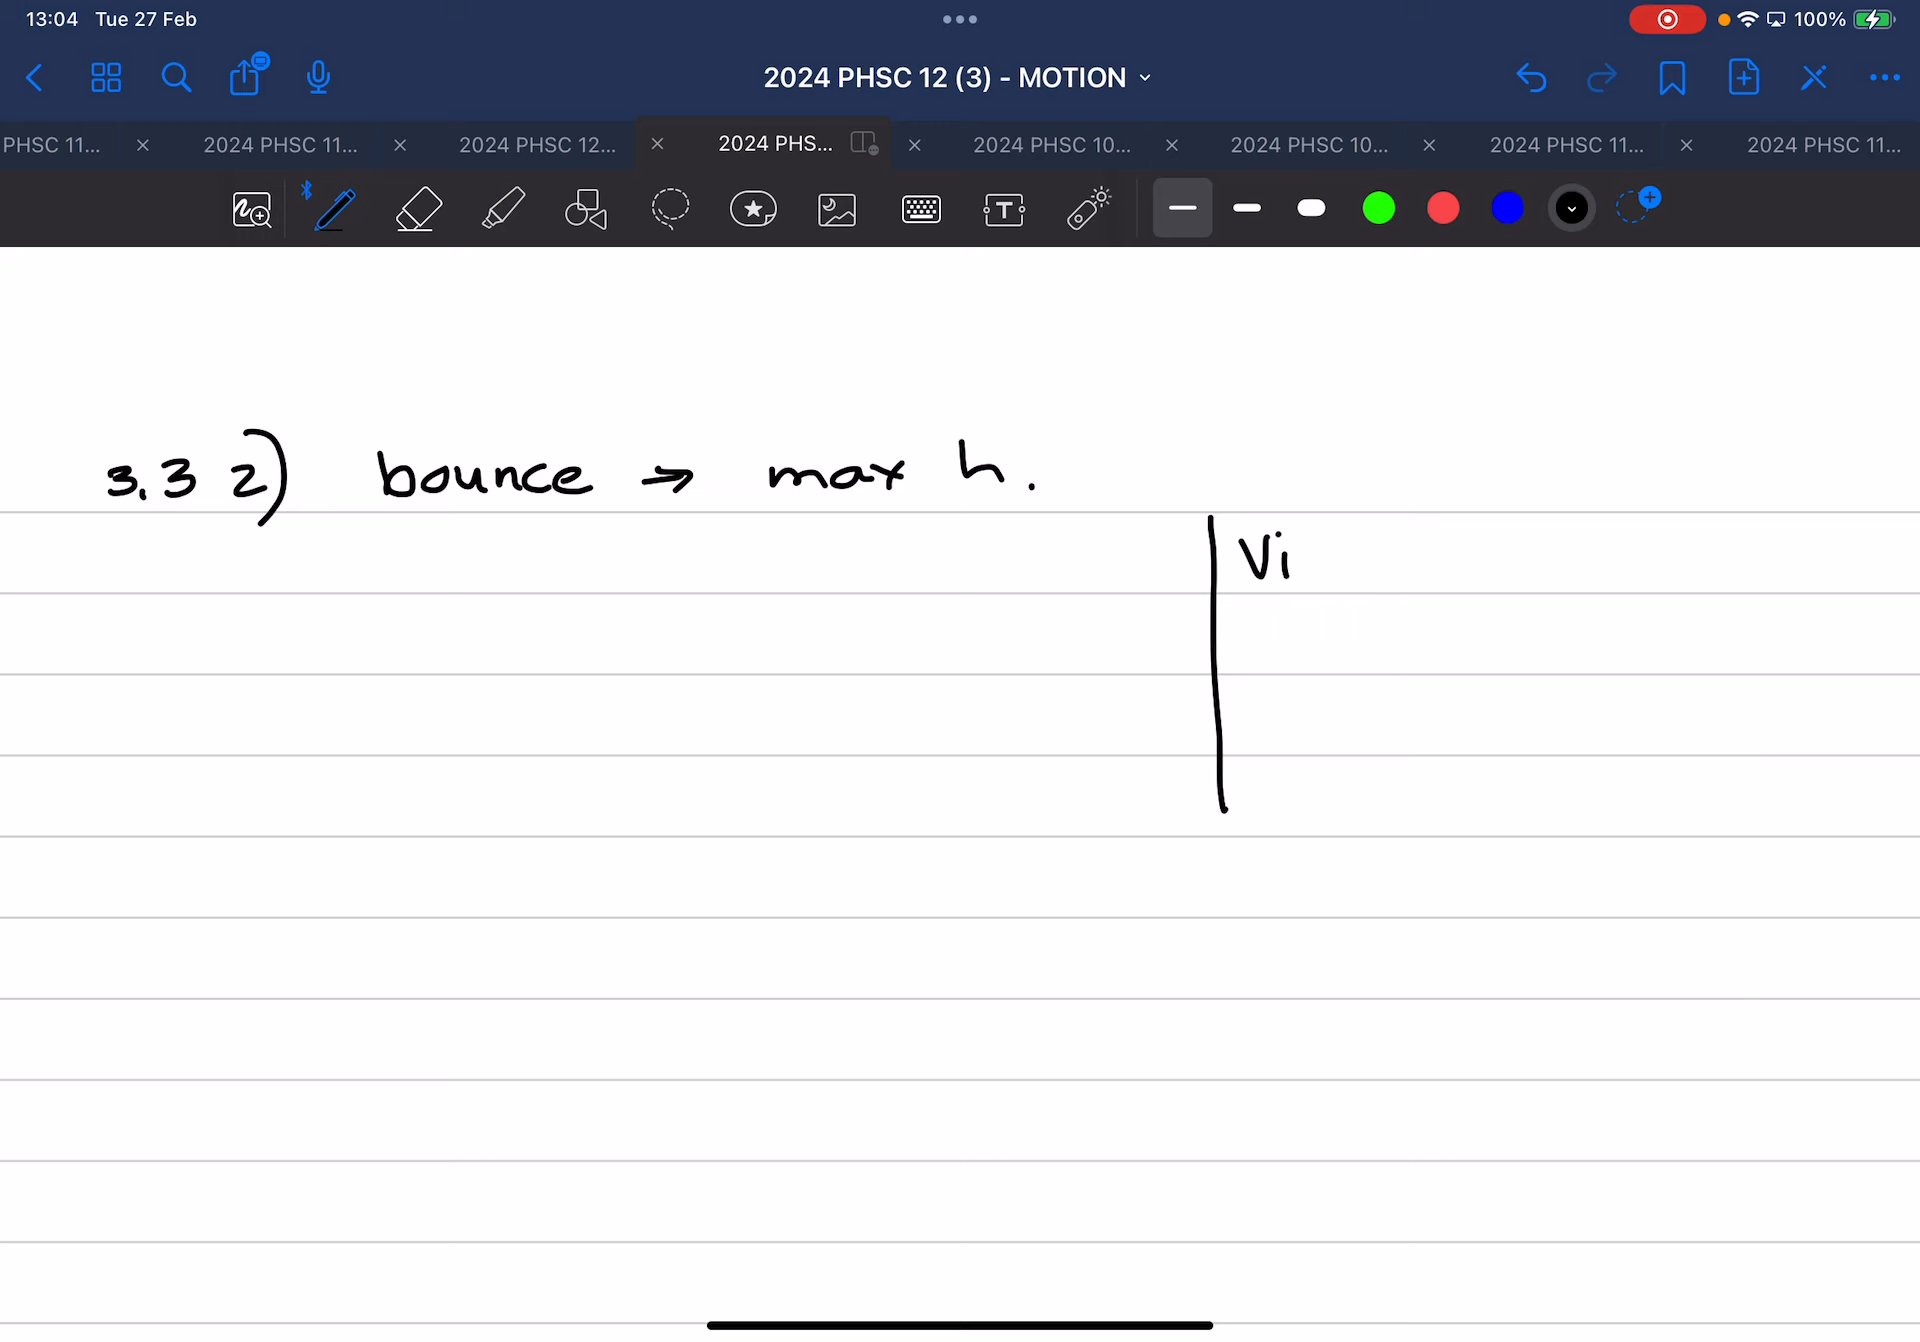 13:04 Tue 27 Feb
100%
2024 PHSC 12 (3) - MOTION
PHSC 11... 2024 PHSC 11... 2024 PHSC 12... 2024 PHS... 2024 PHSC 10... 2024 PHSC 10... 2024 PHSC 11... 2024 PHSC 11...
T
3.3 2) bounce → max h.
Vi